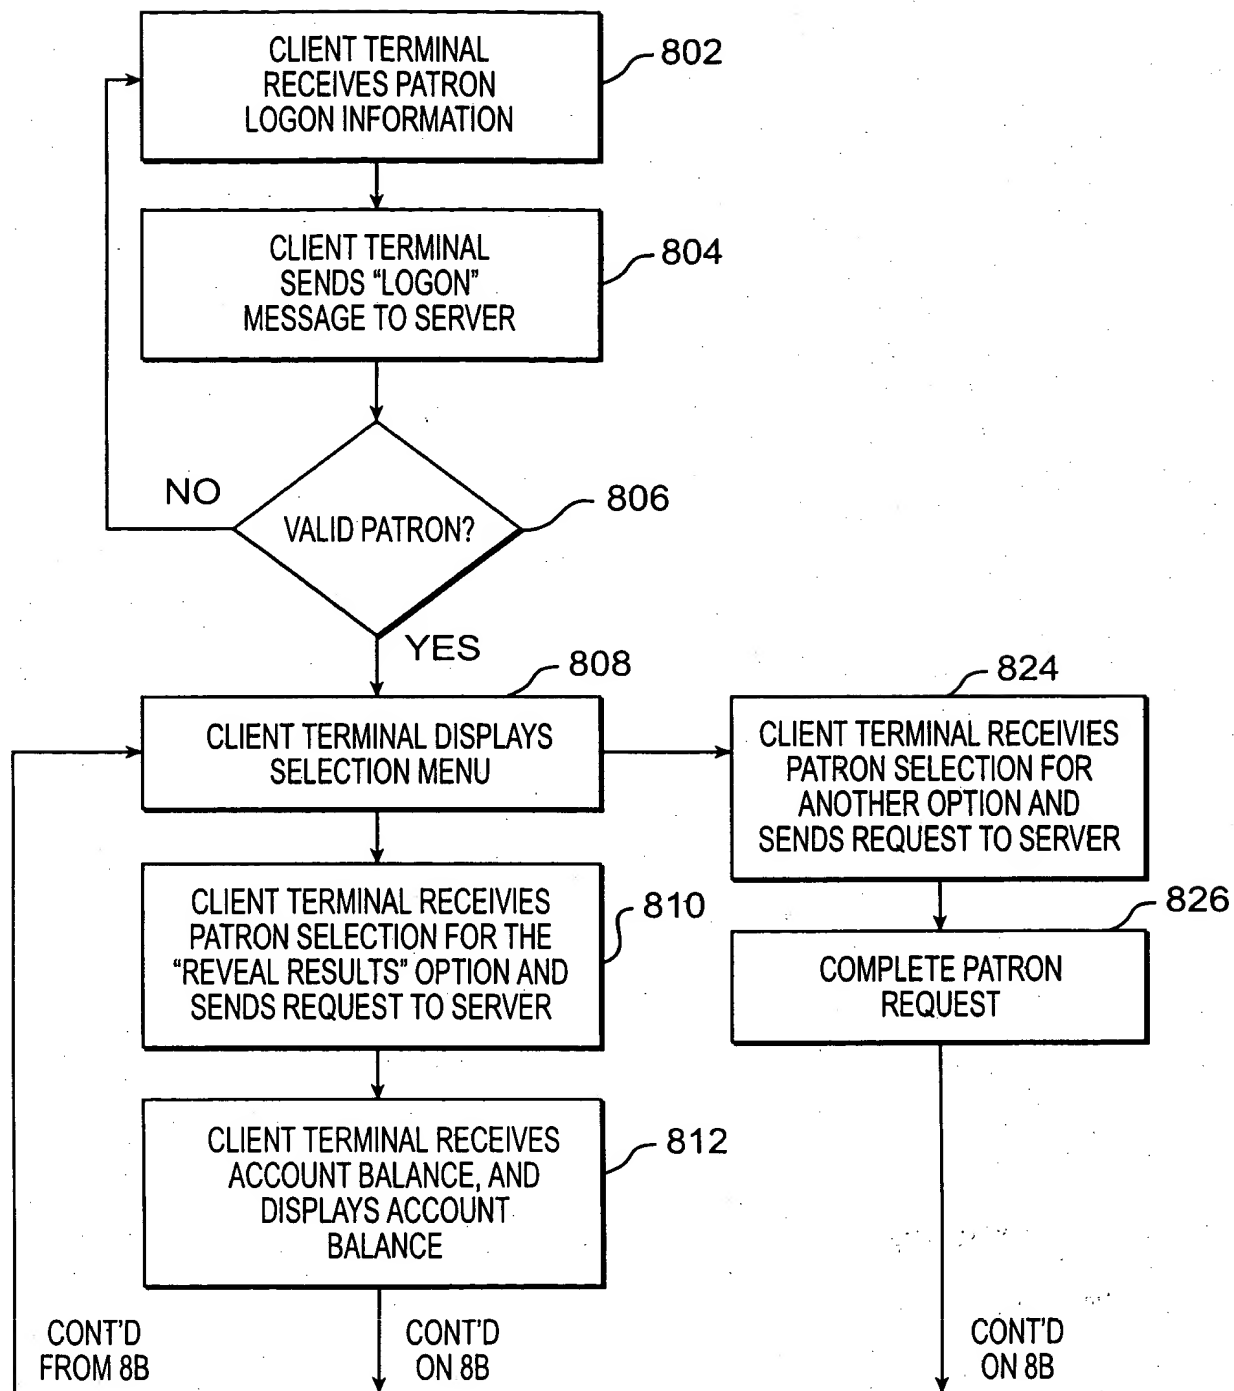 CLIENT TERMINAL
RECEIVES PATRON
LOGON INFORMATION
802
CLIENT TERMINAL
SENDS “LOGON”
MESSAGE TO SERVER
804
NO
VALID PATRON?
806
YES
808
CLIENT TERMINAL DISPLAYS
SELECTION MENU
824
CLIENT TERMINAL RECEIVIES
PATRON SELECTION FOR
ANOTHER OPTION AND
SENDS REQUEST TO SERVER
CLIENT TERMINAL RECEIVIES
PATRON SELECTION FOR THE
“REVEAL RESULTS” OPTION AND
SENDS REQUEST TO SERVER
810
826
COMPLETE PATRON
REQUEST
CLIENT TERMINAL RECEIVES
ACCOUNT BALANCE, AND
DISPLAYS ACCOUNT
BALANCE
812
CONT'D
FROM 8B
CONT'D
ON 8B
CONT'D
ON 8B